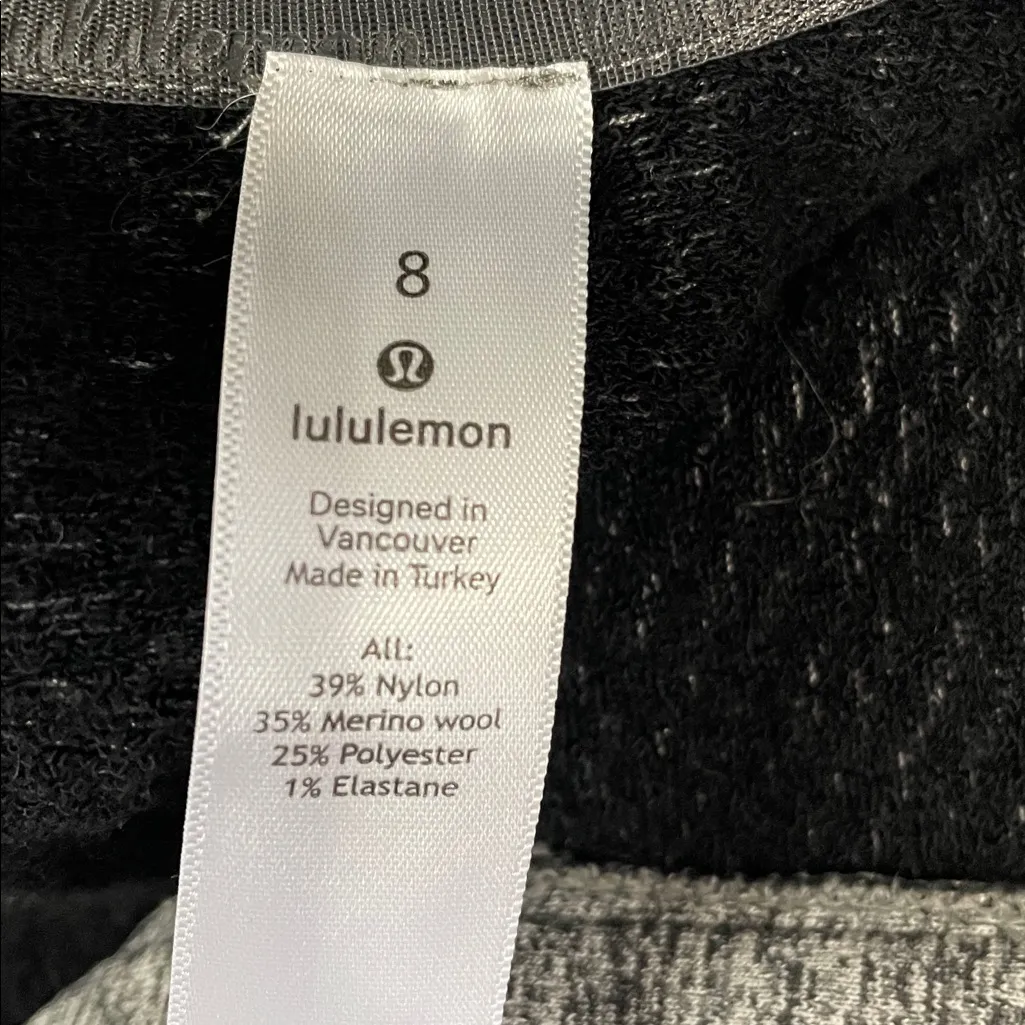 8
lululemon
Designed in
Vancouver
Made in Turkey
All:
39% Nylon
35% Merino wool
25% Polyester
1% Elastane